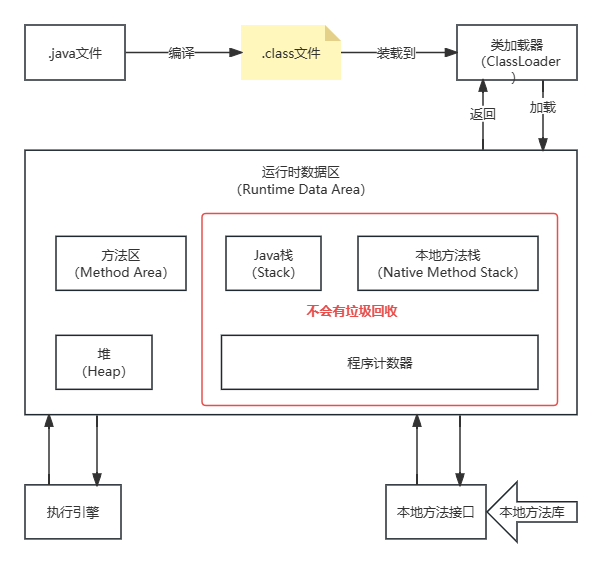 .java文件
编译
.class文件
装载到
类加载器
（ClassLoader
）
返回
加载
运行时数据区
（Runtime Data Area）
方法区
（Method Area）
Java栈
（Stack）
本地方法栈
（Native Method Stack）
不会有垃圾回收
堆
（Heap）
程序计数器
执行引擎
本地方法接口
本地方法库